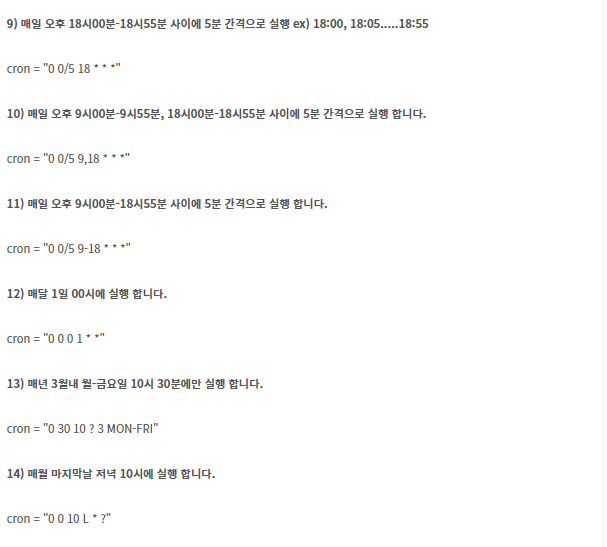 9) 매일 오후 18시00분-18시55분 사이에 5분 간격으로 실행 ex) 18:00, 18:05.....18:55
cron = "0 0/5 18 * * *"
10) 매일 오후 9시00분-9시55분, 18시00분-18시55분 사이에 5분 간격으로 실행 합니다.
cron = "0 0/5 9,18 * * *"
11) 매일 오후 9시00분-18시55분 사이에 5분 간격으로 실행 합니다.
cron = "0 0/5 9-18 * * *"
12) 매달 1일 00시에 실행 합니다.
cron = "0 0 0 1 * *"
13) 매년 3월내 월-금요일 10시 30분에만 실행 합니다.
cron = "0 30 10 ? 3 MON-FRI"
14) 매월 마지막날 저녁 10시에 실행 합니다.
cron = "0 0 10 L * ?"